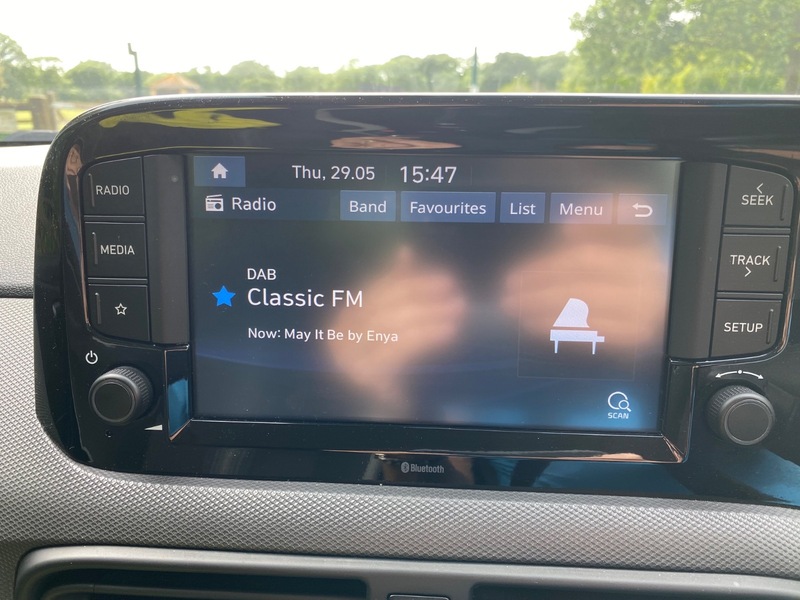 Thu, 29.05 15:47
RADIO
Radio
Band
Favourites
List
Menu
SEEK
MEDIA
DAB
Classic FM
Now: May It Be by Enya
TRACK
SETUP
SCAN
Bluetooth